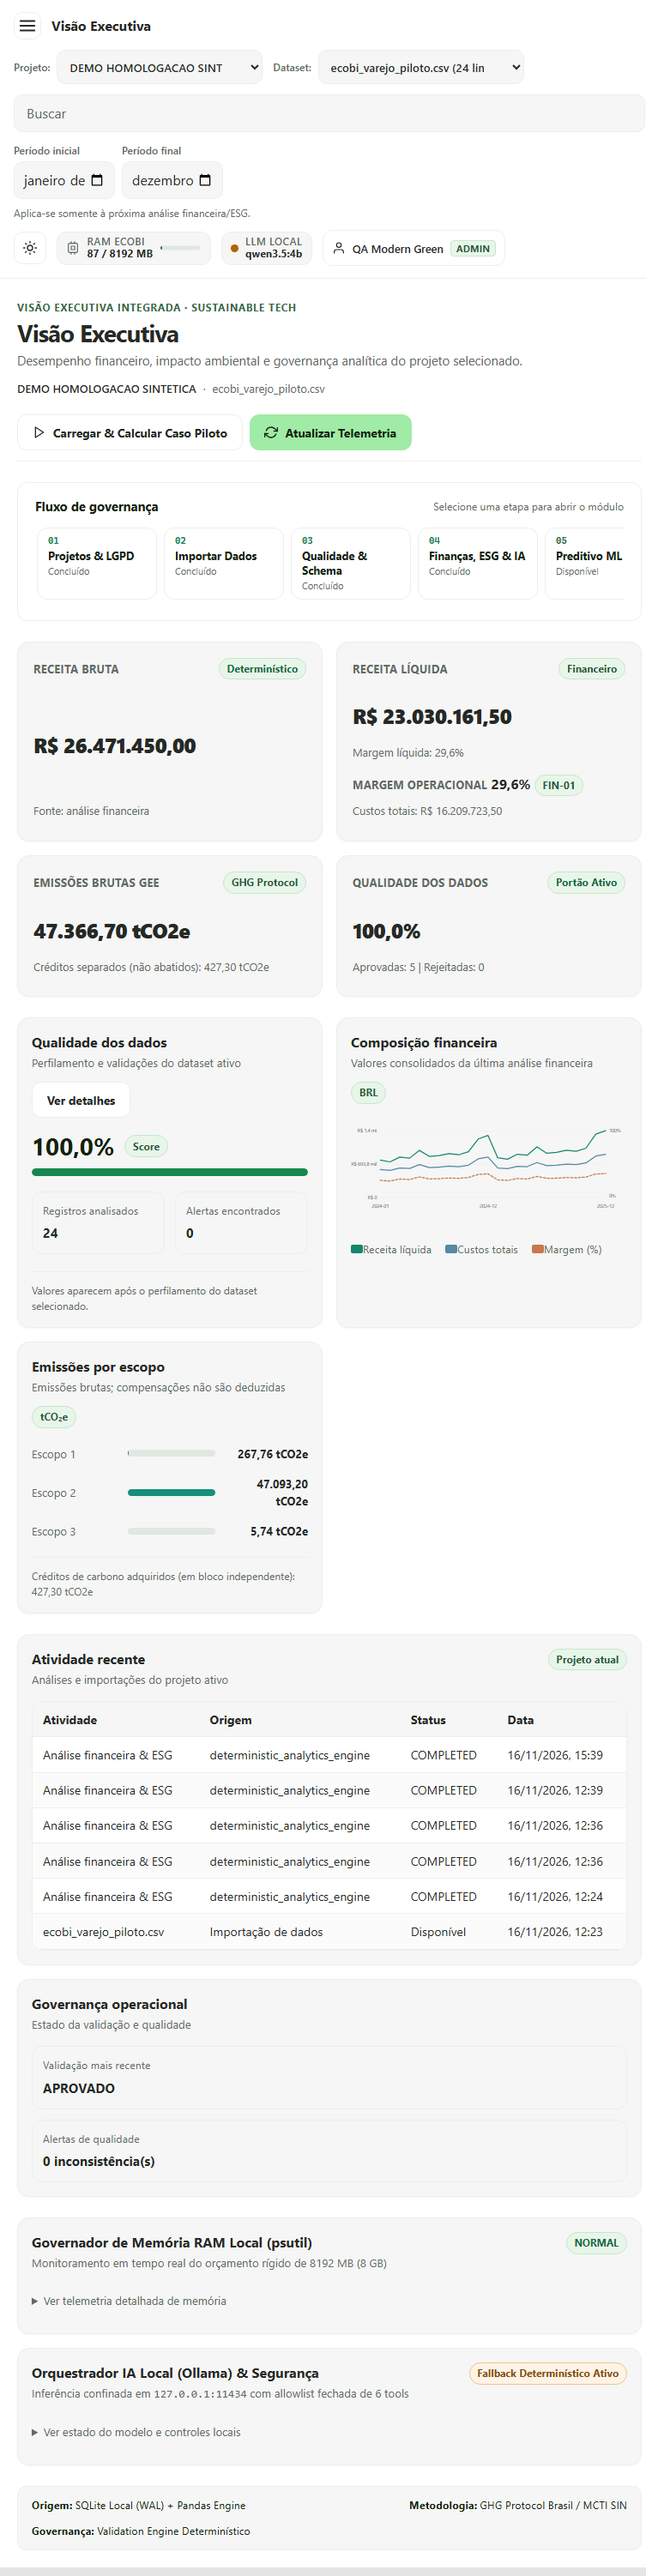 Visão Executiva
Projeto: DEMO HOMOLOGACAO SINT Dataset: ecobi_varejo_piloto.csv (24 lin
Buscar
Período inicial Período final
janeiro de dezembro
Aplica-se somente à próxima análise financeira/ESG.
RAM ECOBI
87 / 8192 MB
LLM LOCAL
qwen3.5:4b
QA Modern Green ADMIN
VISÃO EXECUTIVA INTEGRADA · SUSTAINABLE TECH
Visão Executiva
Desempenho financeiro, impacto ambiental e governança analítica do projeto selecionado.
DEMO HOMOLOGACAO SINTETICA · ecobi_varejo_piloto.csv
Carregar & Calcular Caso Piloto Atualizar Telemetria
Fluxo de governança Selecione uma etapa para abrir o módulo
01
Projetos & LGPD
Concluído
02
Importar Dados
Concluído
03
Qualidade &
Schema
Concluído
04
Finanças, ESG & IA
Concluído
05
Preditivo ML
Disponível
RECEITA BRUTA Determinístico
R$ 26.471.450,00
Fonte: análise financeira
RECEITA LÍQUIDA Financeiro
R$ 23.030.161,50
Margem líquida: 29,6%
MARGEM OPERACIONAL 29,6% FIN-01
Custos totais: R$ 16.209.723,50
EMISSÕES BRUTAS GEE GHG Protocol
47.366,70 tCO2e
Créditos separados (não abatidos): 427,30 tCO2e
QUALIDADE DOS DADOS Portão Ativo
100,0%
Aprovadas: 5 | Rejeitadas: 0
Qualidade dos dados
Perfilamento e validações do dataset ativo
Ver detalhes
100,0% Score
Registros analisados
24
Alertas encontrados
0
Valores aparecem após o perfilamento do dataset
selecionado.
Composição financeira
Valores consolidados da última análise financeira
BRL
R$ 1,4 mi 100%
R$ 0 0%
2024-01 2024-12 2025-12
Receita líquida Custos totais Margem (%)
Emissões por escopo
Emissões brutas; compensações não são deduzidas
tCO₂e
Escopo 1 267,76 tCO2e
Escopo 2 47.093,20
tCO2e
Escopo 3 5,74 tCO2e
Créditos de carbono adquiridos (em bloco independente):
427,30 tCO2e
Atividade recente Projeto atual
Análises e importações do projeto ativo
Atividade Origem Status Data
Análise financeira & ESG deterministic_analytics_engine COMPLETED 16/11/2026, 15:39
Análise financeira & ESG deterministic_analytics_engine COMPLETED 16/11/2026, 12:39
Análise financeira & ESG deterministic_analytics_engine COMPLETED 16/11/2026, 12:36
Análise financeira & ESG deterministic_analytics_engine COMPLETED 16/11/2026, 12:36
Análise financeira & ESG deterministic_analytics_engine COMPLETED 16/11/2026, 12:24
ecobi_varejo_piloto.csv Importação de dados Disponível 16/11/2026, 12:23
Governança operacional
Estado da validação e qualidade
Validação mais recente
APROVADO
Alertas de qualidade
0 inconsistência(s)
Governador de Memória RAM Local (psutil) NORMAL
Monitoramento em tempo real do orçamento rígido de 8192 MB (8 GB)
Ver telemetria detalhada de memória
Orquestrador IA Local (Ollama) & Segurança Fallback Determinístico Ativo
Inferência confinada em 127.0.0.1:11434 com allowlist fechada de 6 tools
Ver estado do modelo e controles locais
Origem: SQLite Local (WAL) + Pandas Engine Metodologia: GHG Protocol Brasil / MCTI SIN
Governança: Validation Engine Determinístico